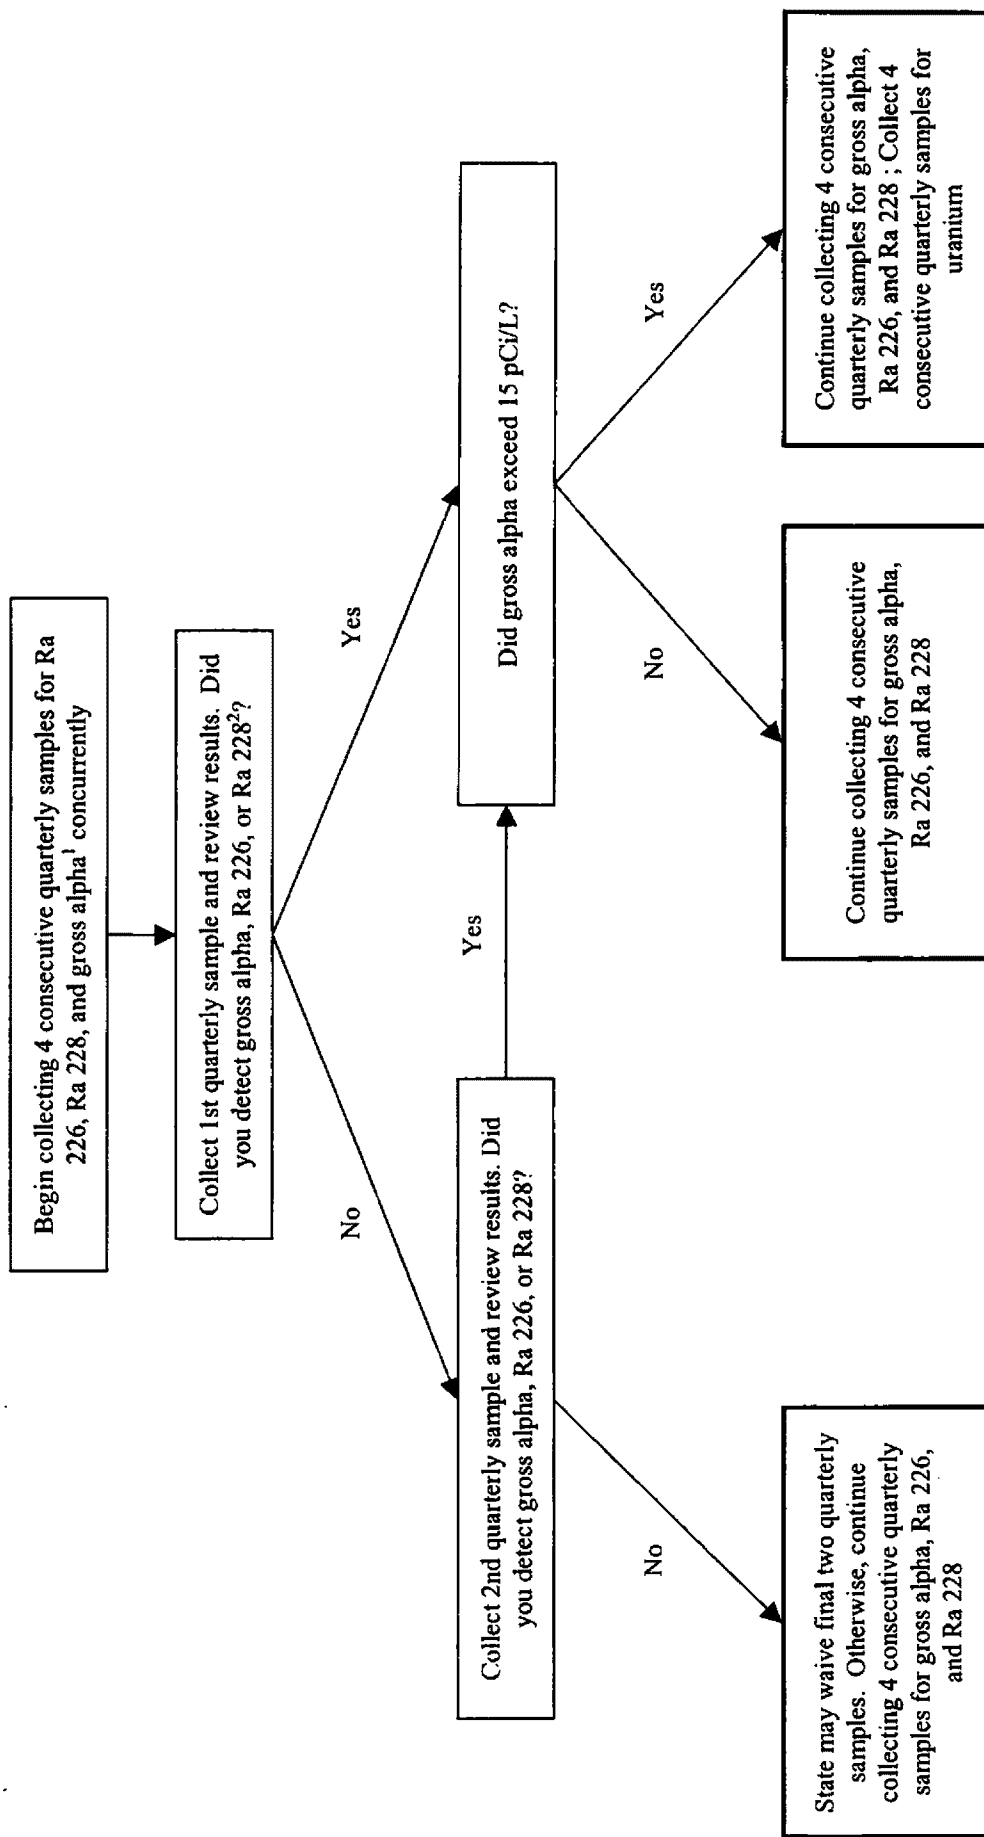 Begin collecting 4 consecutive quarterly samples for Ra
226, Ra 228, and gross alpha¹ concurrently
Collect 1st quarterly sample and review results. Did
you detect gross alpha, Ra 226, or Ra 228²?
No
Yes
Collect 2nd quarterly sample and review results. Did
you detect gross alpha, Ra 226, or Ra 228?
Yes
Did gross alpha exceed 15 pCi/L?
No
No
Yes
State may waive final two quarterly
samples. Otherwise, continue
collecting 4 consecutive quarterly
samples for gross alpha, Ra 226,
and Ra 228
Continue collecting 4 consecutive
quarterly samples for gross alpha,
Ra 226, and Ra 228
Continue collecting 4 consecutive
quarterly samples for gross alpha,
Ra 226, and Ra 228 ; Collect 4
consecutive quarterly samples for
uranium